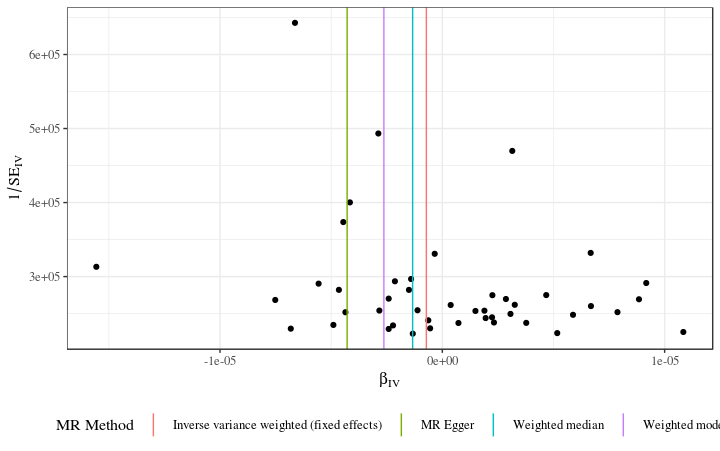 6e+05
5e+05
4e+05
3e+05
1/SE_IV
-1e-05 0e+00 1e-05
β_IV
MR Method Inverse variance weighted (fixed effects) MR Egger Weighted median Weighted mode